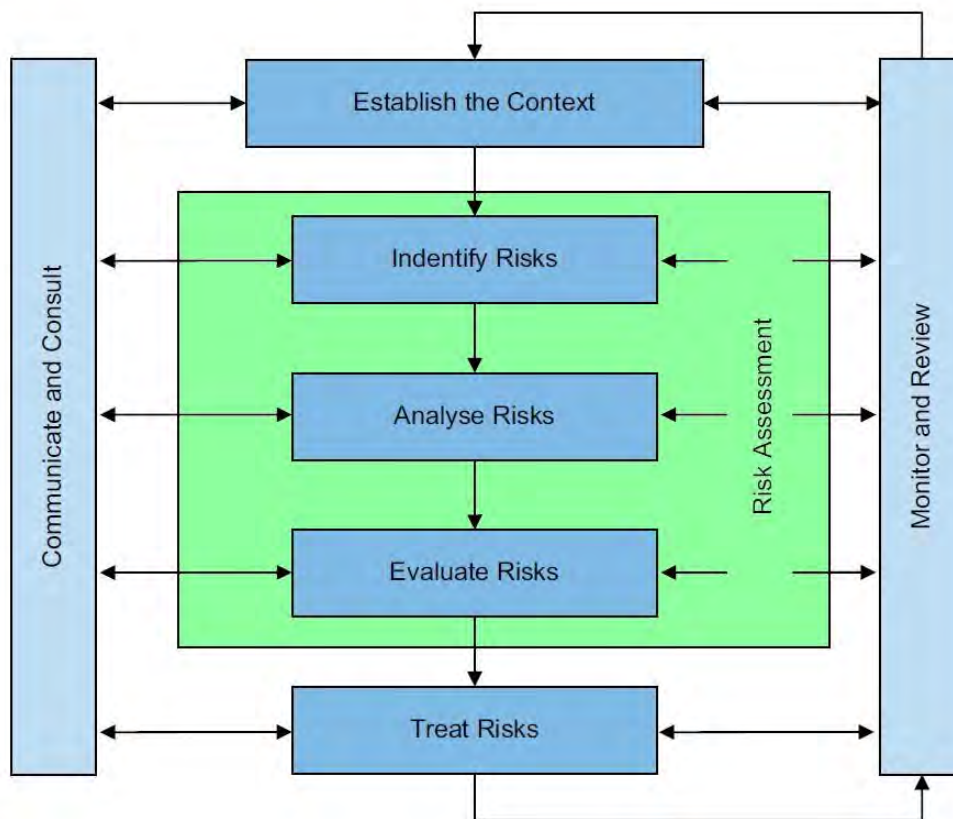 Establish the Context
Communicate and Consult
Indentify Risks
Analyse Risks
Risk Assessment
Evaluate Risks
Monitor and Review
Treat Risks